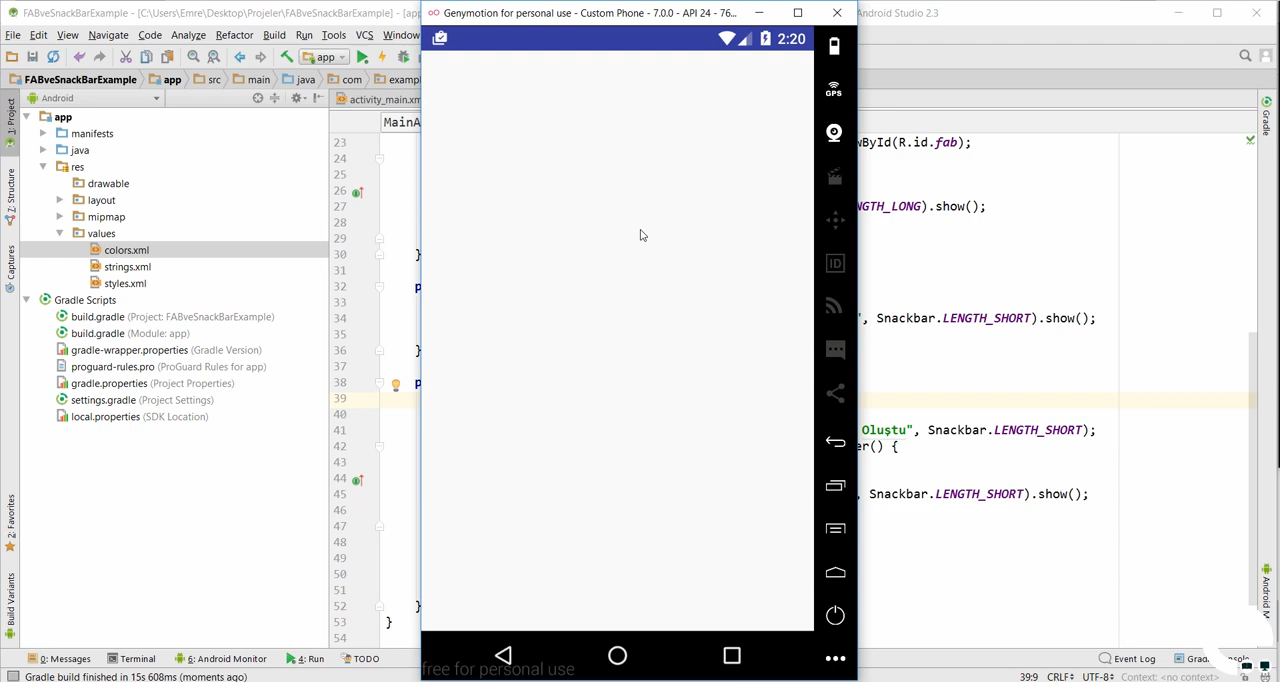 FABveSnackBarExample - [C:\Users\Emre\Desktop\Projeler\FABveSnackBarExample] - [app
Genymotion for personal use - Custom Phone - 7.0.0 - API 24 - 76...
Android Studio 2.3
File Edit View Navigate Code Analyze Refactor Build Run Tools VCS Window
2:20
app
FABveSnackBarExample app src main java com exampl
Android
activity_main.xm
MainA
GPS
ID
1: Project
Z: Structure
Captures
2: Favorites
Build Variants
Gradle
app
manifests
java
res
drawable
layout
mipmap
values
colors.xml
strings.xml
styles.xml
Gradle Scripts
build.gradle (Project: FABveSnackBarExample)
build.gradle (Module: app)
gradle-wrapper.properties (Gradle Version)
proguard-rules.pro (ProGuard Rules for app)
gradle.properties (Project Properties)
settings.gradle (Project Settings)
local.properties (SDK Location)
23
24
25
26
27
28
29
30 }
31
32 p
33
34
35
36 }
37
38 p
39
40
41
42
43
44
45
46
47
48
49
50
51
52 }
53 }
54
wById(R.id.fab);
NGTH_LONG).show();
", Snackbar.LENGTH_SHORT).show();
Oluştu", Snackbar.LENGTH_SHORT);
er() {
, Snackbar.LENGTH_SHORT).show();
free for personal use
0: Messages Terminal 6: Android Monitor 4: Run TODO
Event Log
Gradle build finished in 15s 608ms (moments ago)
39:9 CRLF UTF-8 Context: <no context>